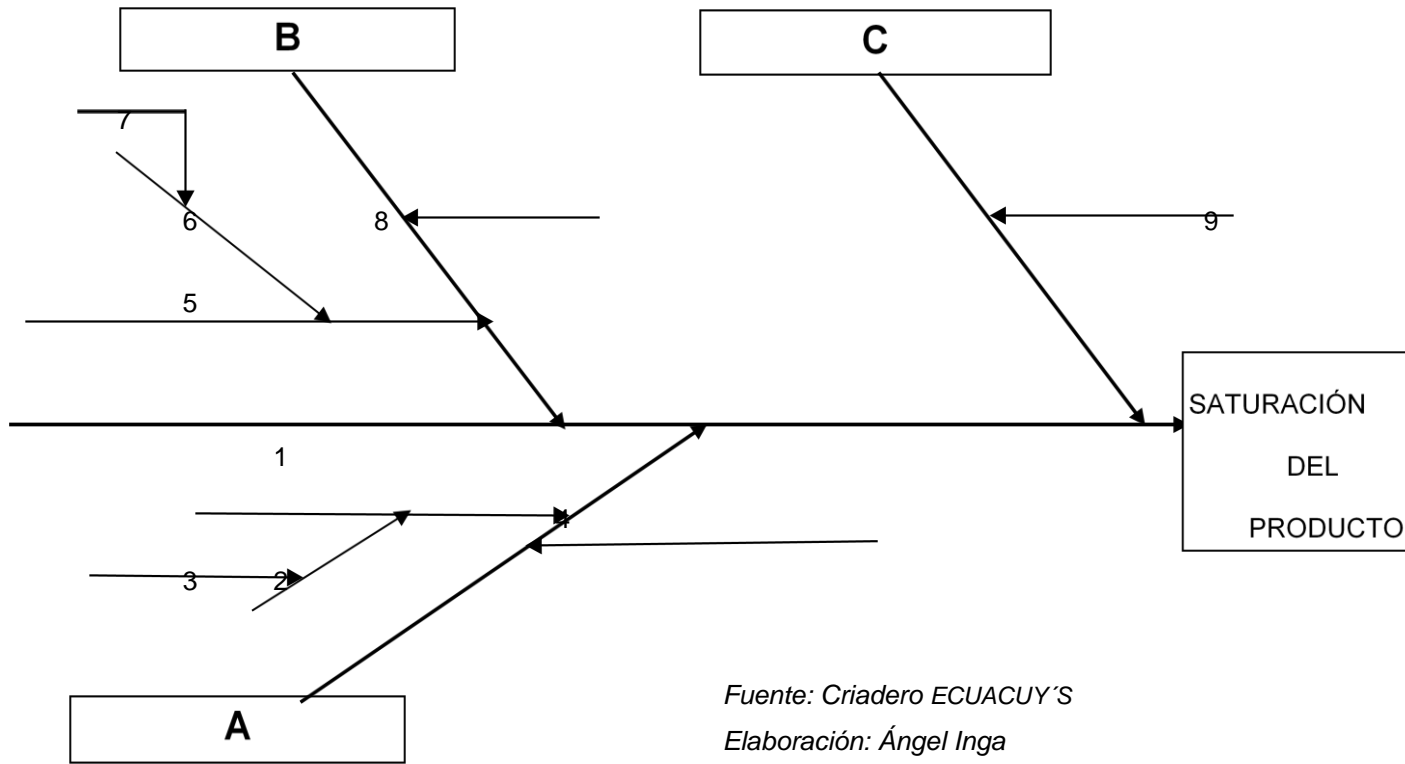 B
C
7
6
8
9
5
SATURACIÓN
DEL
PRODUCTO
1
4
3
2
A
Fuente: Criadero ECUACUY´S
Elaboración: Ángel Inga